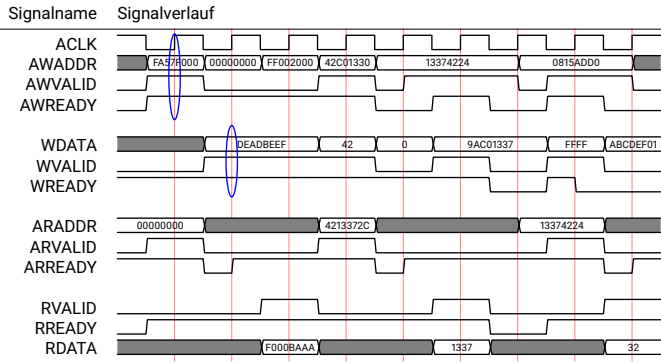 Signalname Signalverlauf
ACLK
AWADDR FA57F000 00000000 FF002000 42C01330 13374224 0815ADD0
AWVALID
AWREADY
WDATA DEADBEEF 42 0 9AC01337 FFFF ABCDEF01
WVALID
WREADY
ARADDR 00000000 4213372C 13374224
ARVALID
ARREADY
RVALID
RREADY
RDATA F000BAAA 1337 32